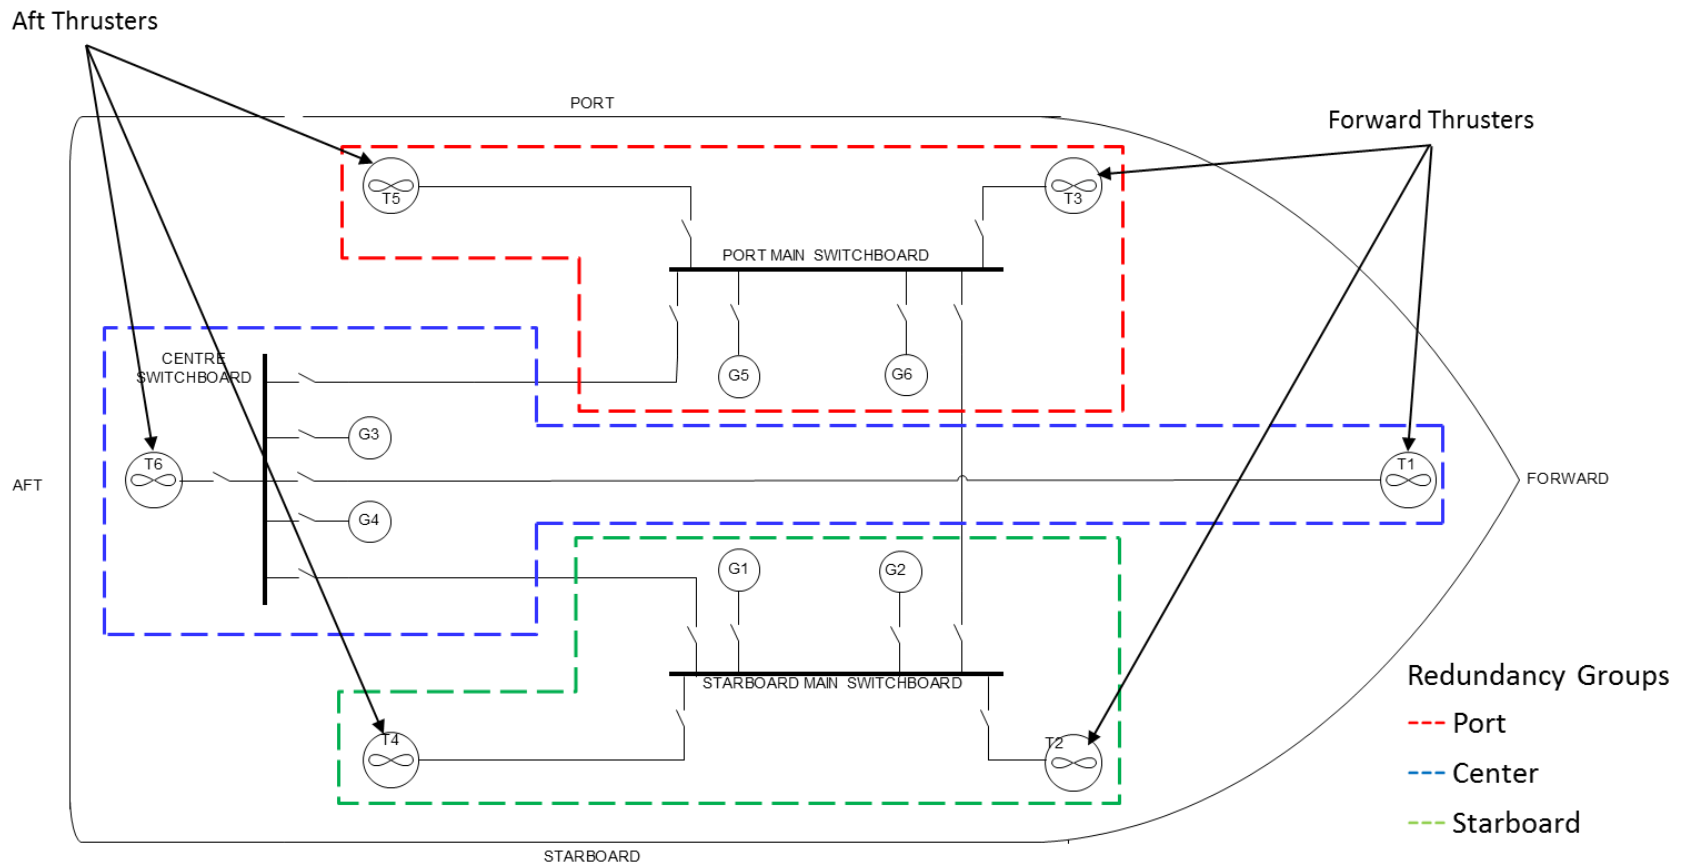 Aft Thrusters
PORT
Forward Thrusters
T5
T3
PORT MAIN SWITCHBOARD
CENTRE
SWITCHBOARD
G5
G6
G3
T6
T1
AFT
FORWARD
G4
G1
G2
STARBOARD MAIN SWITCHBOARD
T4
T2
Redundancy Groups
Port
Center
Starboard
STARBOARD